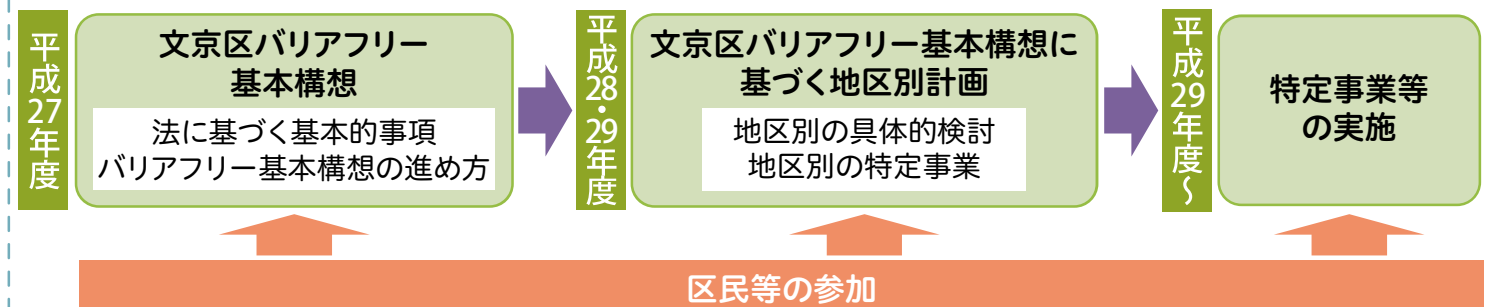 平成27年度
文京区バリアフリー
基本構想
法に基づく基本的事項
バリアフリー基本構想の進め方
平成28・29年度
文京区バリアフリー基本構想に
基づく地区別計画
地区別の具体的検討
地区別の特定事業
平成29年度～
特定事業等
の実施
区民等の参加